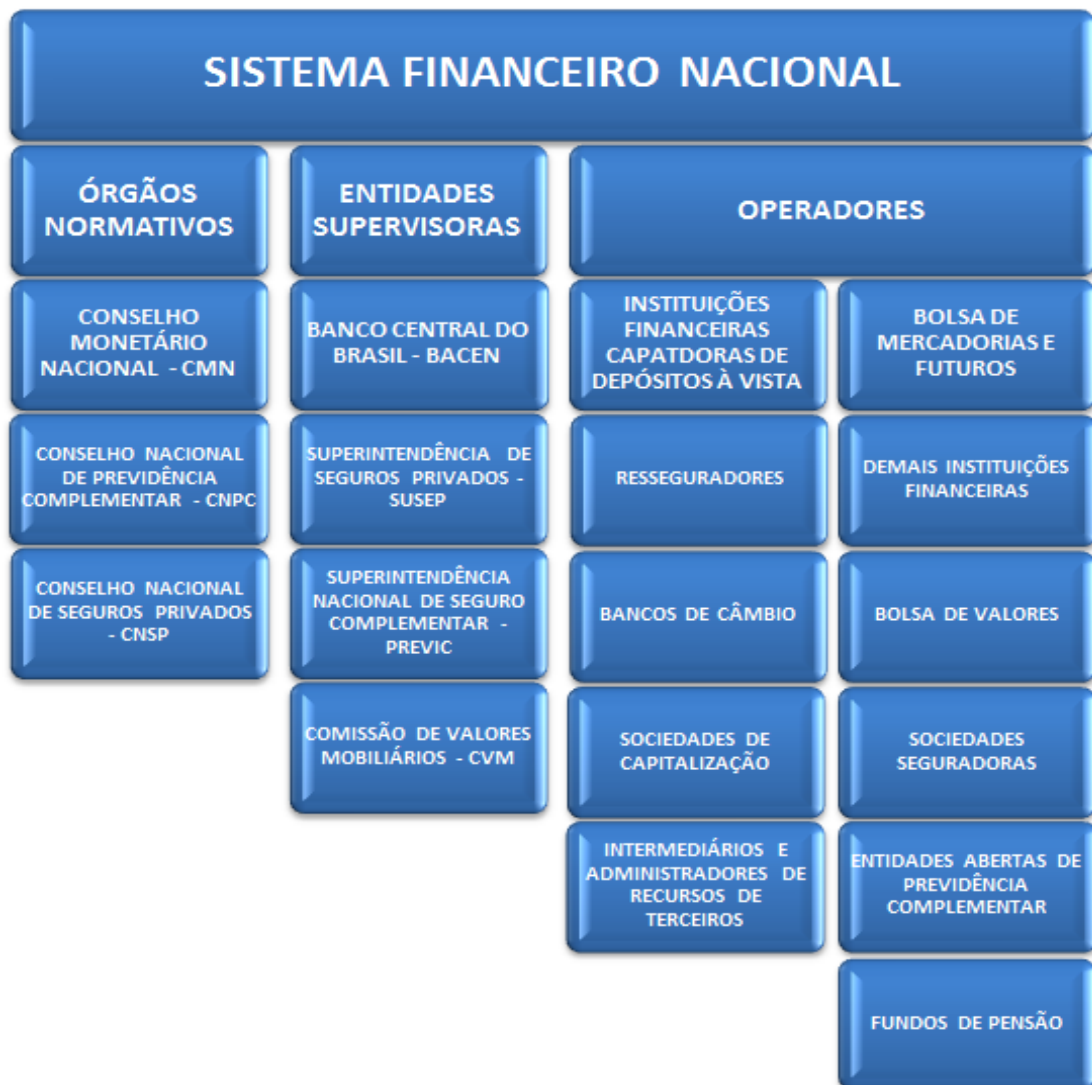 SISTEMA FINANCEIRO NACIONAL
ÓRGÃOS
NORMATIVOS
ENTIDADES
SUPERVISORAS
OPERADORES
CONSELHO
MONETÁRIO
NACIONAL - CMN
BANCO CENTRAL DO
BRASIL - BACEN
INSTITUIÇÕES
FINANCEIRAS
CAPATDORAS DE
DEPÓSITOS À VISTA
BOLSA DE
MERCADORIAS E
FUTUROS
CONSELHO NACIONAL
DE PREVIDÊNCIA
COMPLEMENTAR - CNPC
SUPERINTENDÊNCIA DE
SEGUROS PRIVADOS -
SUSEP
RESSEGURADORES
DEMAIS INSTITUIÇÕES
FINANCEIRAS
CONSELHO NACIONAL
DE SEGUROS PRIVADOS
- CNSP
SUPERINTENDÊNCIA
NACIONAL DE SEGURO
COMPLEMENTAR -
PREVIC
BANCOS DE CÂMBIO
BOLSA DE VALORES
COMISSÃO DE VALORES
MOBILIÁRIOS - CVM
SOCIEDADES DE
CAPITALIZAÇÃO
SOCIEDADES
SEGURADORAS
INTERMEDIÁRIOS E
ADMINISTRADORES DE
RECURSOS DE
TERCEIROS
ENTIDADES ABERTAS DE
PREVIDÊNCIA
COMPLEMENTAR
FUNDOS DE PENSÃO